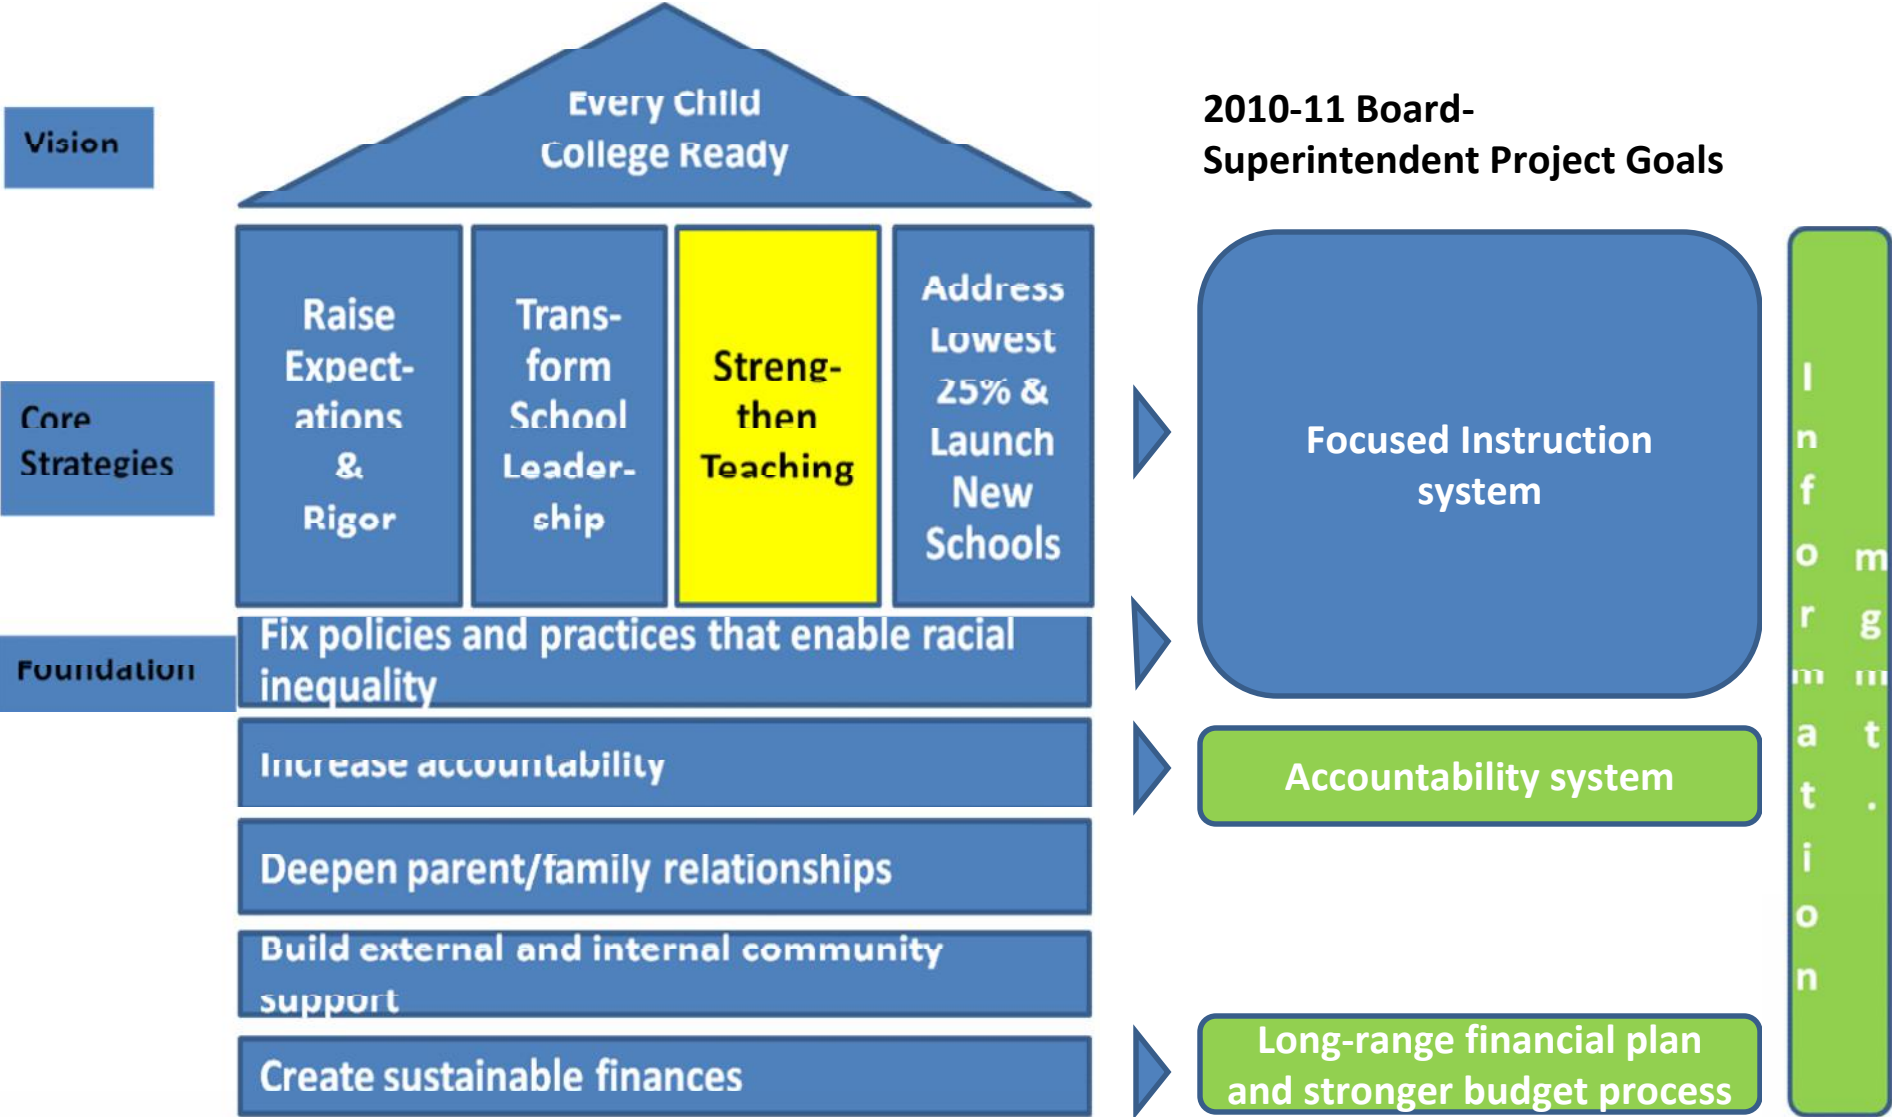 Every Child
College Ready
Vision
2010-11 Board-
Superintendent Project Goals
Core
Strategies
Raise
Expect-
ations
&
Rigor
Trans-
form
School
Leader-
ship
Streng-
then
Teaching
Address
Lowest
25% &
Launch
New
Schools
Focused Instruction
system
Foundation
Fix policies and practices that enable racial
inequality
Increase accountability
Accountability system
Deepen parent/family relationships
Build external and internal community
support
Create sustainable finances
Long-range financial plan
and stronger budget process
Information
mgmt.